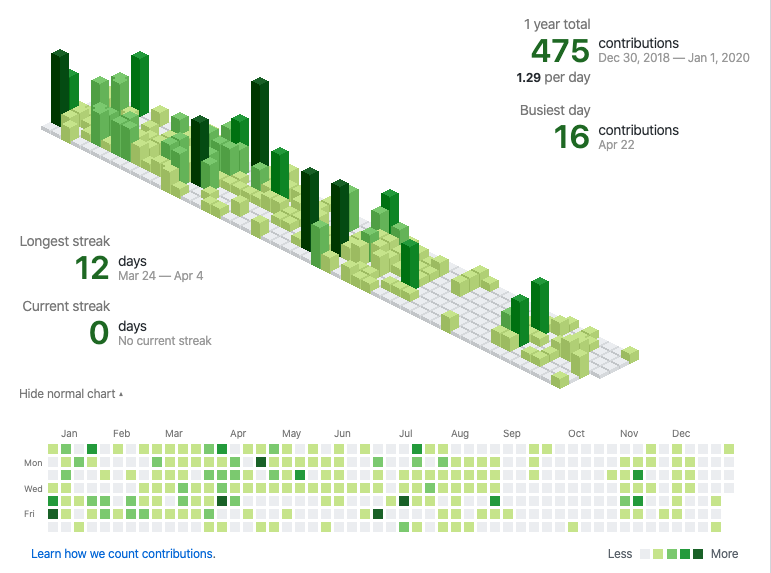 1 year total
475 contributions
Dec 30, 2018 — Jan 1, 2020
1.29 per day
Busiest day
16 contributions
Apr 22
Longest streak
12 days
Mar 24 — Apr 4
Current streak
0 days
No current streak
Hide normal chart ▴
Jan Feb Mar Apr May Jun Jul Aug Sep Oct Nov Dec
Mon
Wed
Fri
Learn how we count contributions.
Less More